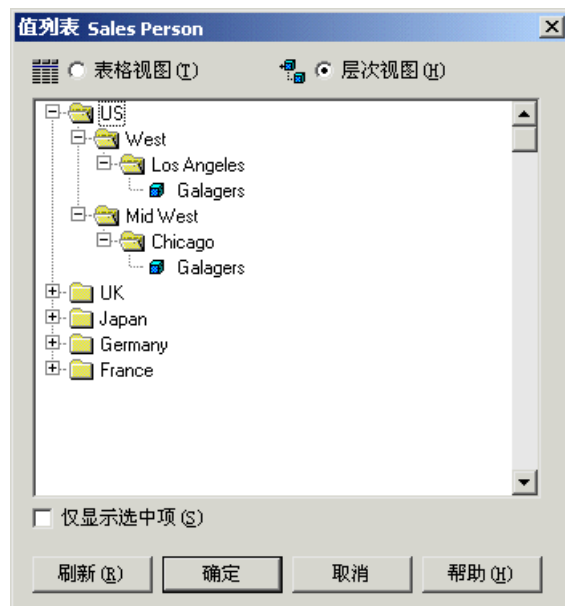 值列表 Sales Person
表格视图(T) 层次视图(H)
US
West
Los Angeles
Galagers
Mid West
Chicago
Galagers
UK
Japan
Germany
France
仅显示选中项(S)
刷新(R) 确定 取消 帮助(H)